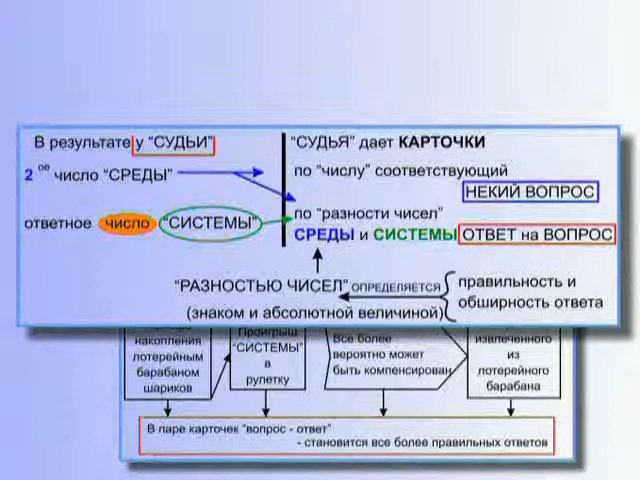 В результате у “СУДЬИ”
2 ое число “СРЕДЫ”
ответное число “СИСТЕМЫ”
“СУДЬЯ” дает КАРТОЧКИ
по “числу” соответствующий
НЕКИЙ ВОПРОС
по “разности чисел”
СРЕДЫ и СИСТЕМЫ ОТВЕТ на ВОПРОС
“РАЗНОСТЬЮ ЧИСЕЛ” ОПРЕДЕЛЯЕТСЯ
(знаком и абсолютной величиной)
правильность и
обширность ответа
накопления
лотерейным
барабаном
шариков
Проигрыш
“СИСТЕМЫ”
в
рулетку
Все более
вероятно может
быть компенсирован
извлеченного
из
лотерейного
барабана
В паре карточек “вопрос - ответ”
- становится все более правильных ответов